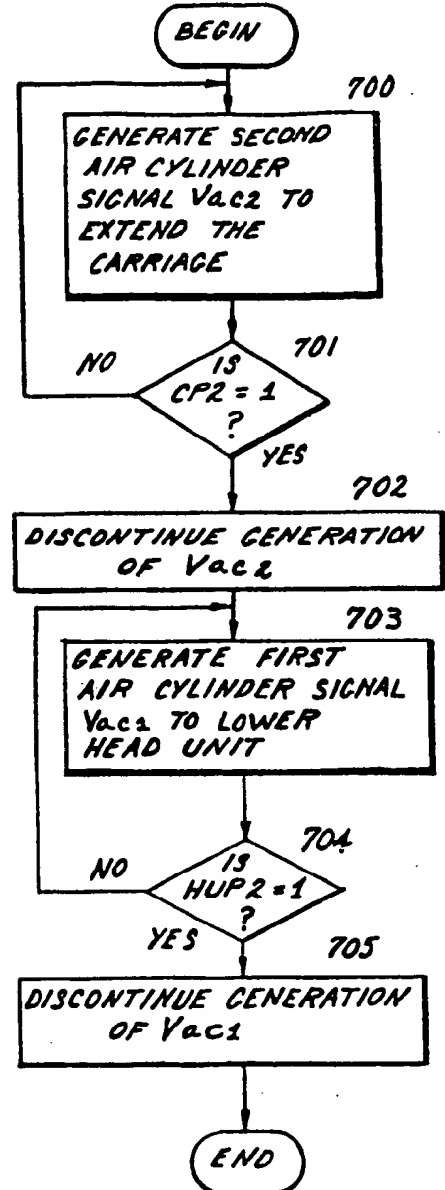 BEGIN
700
GENERATE SECOND
AIR CYLINDER
SIGNAL Vac2 TO
EXTEND THE
CARRIAGE
701
NO
IS
CP2 = 1
?
YES
702
DISCONTINUE GENERATION
OF Vac2
703
GENERATE FIRST
AIR CYLINDER SIGNAL
Vac1 TO LOWER
HEAD UNIT
704
NO
IS
HUP2 = 1
?
YES
705
DISCONTINUE GENERATION
OF Vac1
END